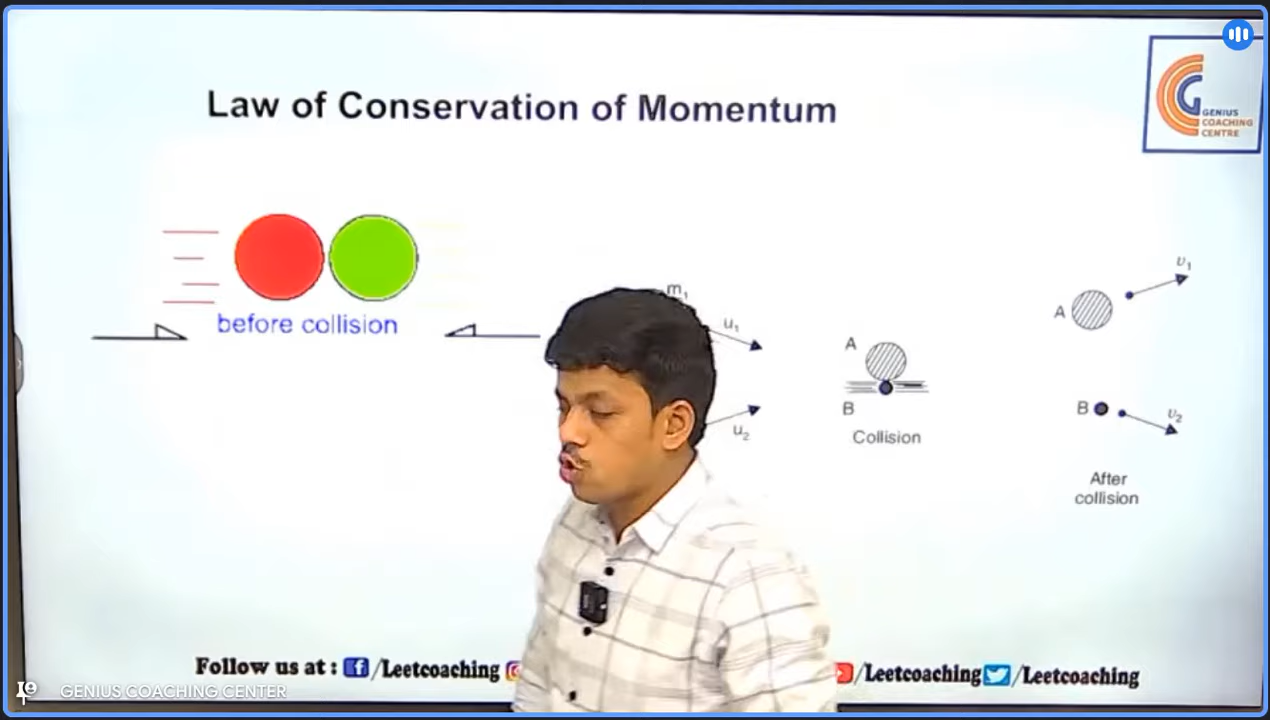 Law of Conservation of Momentum
GENIUS
COACHING
CENTRE
before collision
m₁
u₁
u₂
A
B
Collision
A
v₁
B
v₂
After
collision
Follow us at : /Leetcoaching
/Leetcoaching /Leetcoaching
GENIUS COACHING CENTER